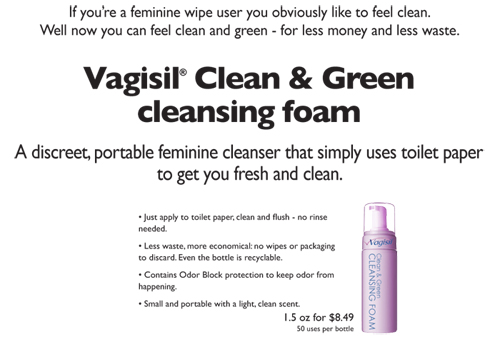 If you're a feminine wipe user you obviously like to feel clean.
Well now you can feel clean and green - for less money and less waste.
Vagisil® Clean & Green
cleansing foam
A discreet, portable feminine cleanser that simply uses toilet paper
to get you fresh and clean.
• Just apply to toilet paper, clean and flush - no rinse
needed.
• Less waste, more economical: no wipes or packaging
to discard. Even the bottle is recyclable.
• Contains Odor Block protection to keep odor from
happening.
• Small and portable with a light, clean scent.
1.5 oz for $8.49
50 uses per bottle
Vagisil
Clean & Green
CLEANSING FOAM